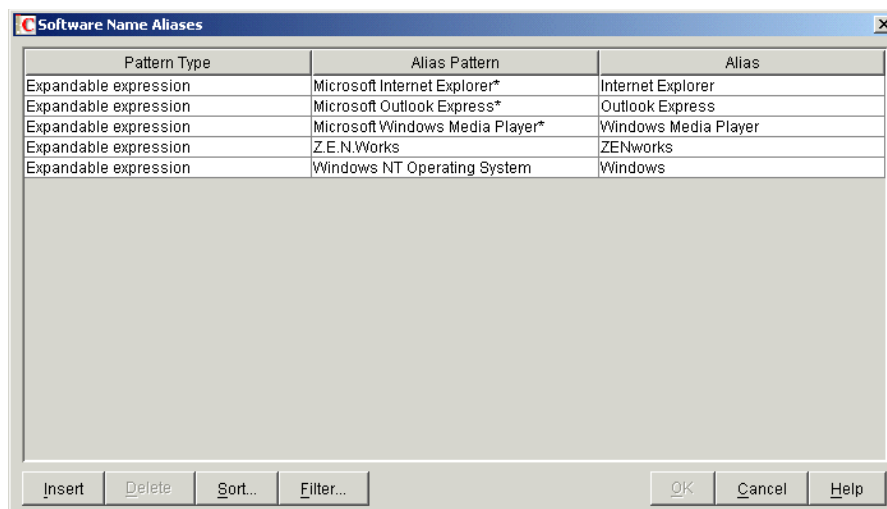 Software Name Aliases
Pattern Type Alias Pattern Alias
Expandable expression Microsoft Internet Explorer* Internet Explorer
Expandable expression Microsoft Outlook Express* Outlook Express
Expandable expression Microsoft Windows Media Player* Windows Media Player
Expandable expression Z.E.N.Works ZENworks
Expandable expression Windows NT Operating System Windows
Insert Delete Sort... Filter... OK Cancel Help